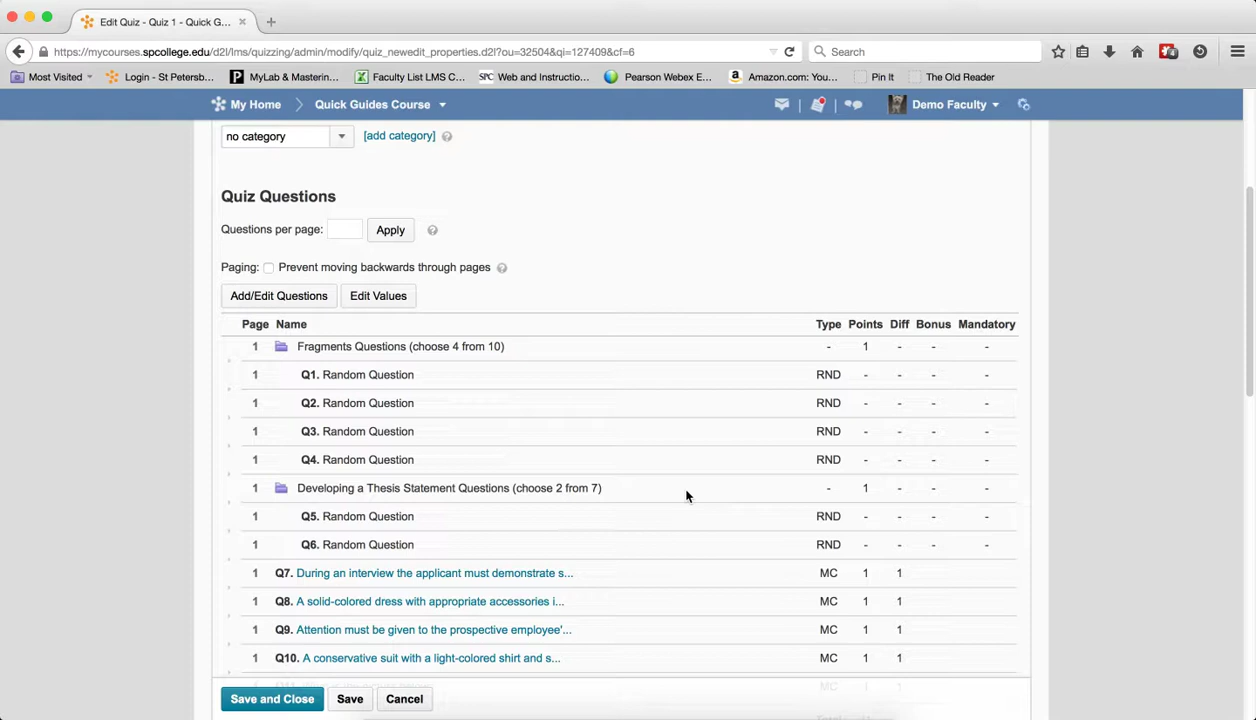 Edit Quiz - Quiz 1 - Quick G...
https://mycourses.spcollege.edu/d2l/lms/quizzing/admin/modify/quiz_newedit_properties.d2l?ou=32504&qi=127409&cf=6
Search
Most Visited
Login - St Petersb...
MyLab & Mastering...
Faculty List LMS C...
SPC Web and Instructio...
Pearson Webex E...
Amazon.com: You...
Pin It
The Old Reader
My Home
Quick Guides Course
Demo Faculty
no category [add category]
Quiz Questions
Questions per page: Apply
Paging: Prevent moving backwards through pages
Add/Edit Questions Edit Values
Page Name Type Points Diff Bonus Mandatory
1 Fragments Questions (choose 4 from 10) - 1 - - -
1 Q1. Random Question RND - - - -
1 Q2. Random Question RND - - - -
1 Q3. Random Question RND - - - -
1 Q4. Random Question RND - - - -
1 Developing a Thesis Statement Questions (choose 2 from 7) - 1 - - -
1 Q5. Random Question RND - - - -
1 Q6. Random Question RND - - - -
1 Q7. During an interview the applicant must demonstrate s... MC 1 1
1 Q8. A solid-colored dress with appropriate accessories i... MC 1 1
1 Q9. Attention must be given to the prospective employee'... MC 1 1
1 Q10. A conservative suit with a light-colored shirt and s... MC 1 1
Save and Close Save Cancel